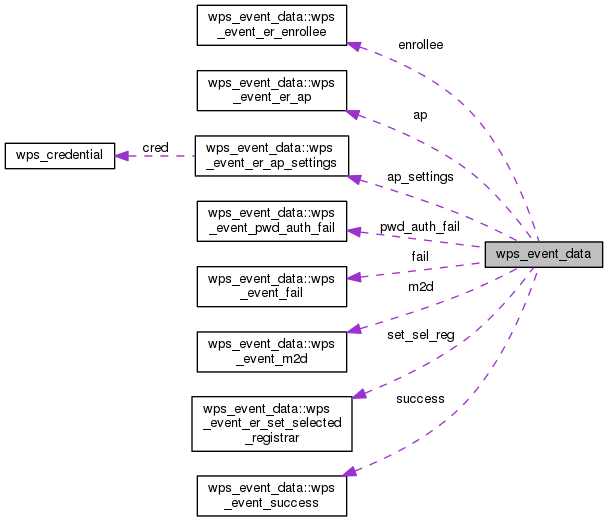 wps_event_data::wps
_event_er_enrollee
enrollee
wps_event_data::wps
_event_er_ap
ap
wps_credential
cred
wps_event_data::wps
_event_er_ap_settings
ap_settings
wps_event_data::wps
_event_pwd_auth_fail
pwd_auth_fail
wps_event_data
wps_event_data::wps
_event_fail
fail
wps_event_data::wps
_event_m2d
m2d
wps_event_data::wps
_event_er_set_selected
_registrar
set_sel_reg
wps_event_data::wps
_event_success
success